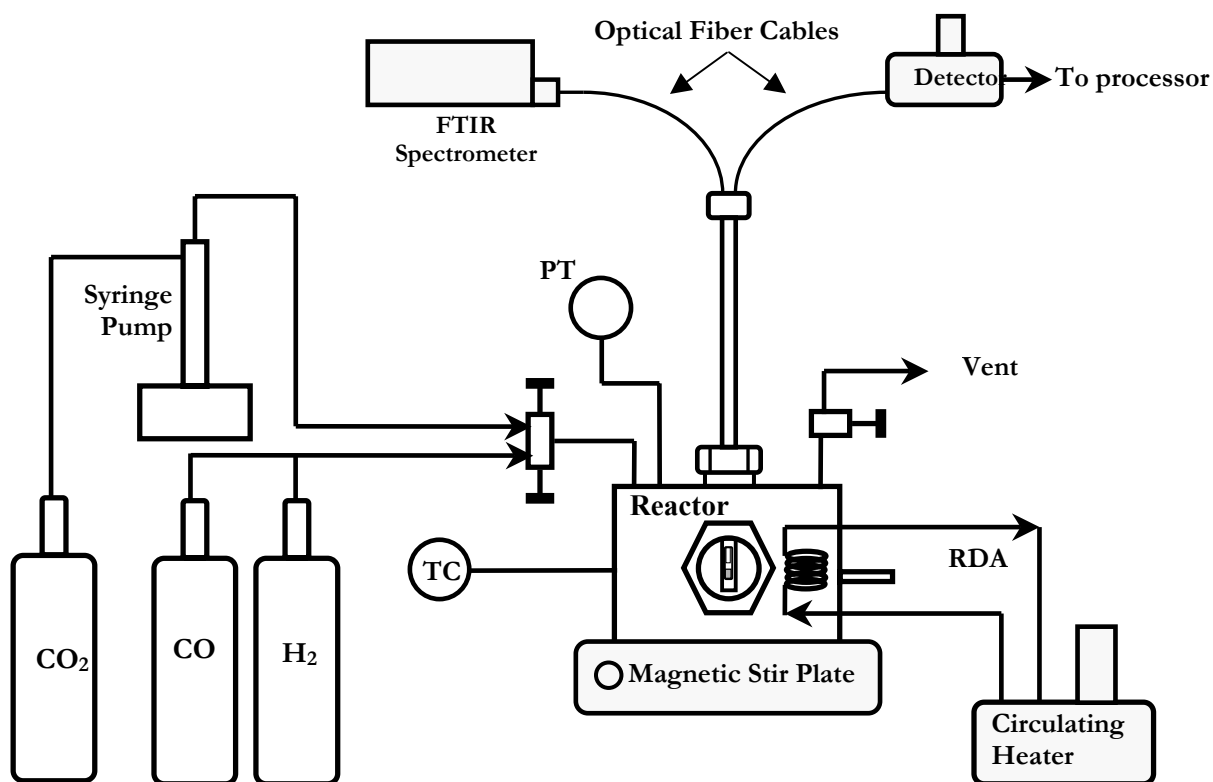 Optical Fiber Cables
Detector
To processor
FTIR
Spectrometer
Syringe
Pump
PT
Vent
Reactor
TC
RDA
CO₂
CO
H₂
Magnetic Stir Plate
Circulating
Heater